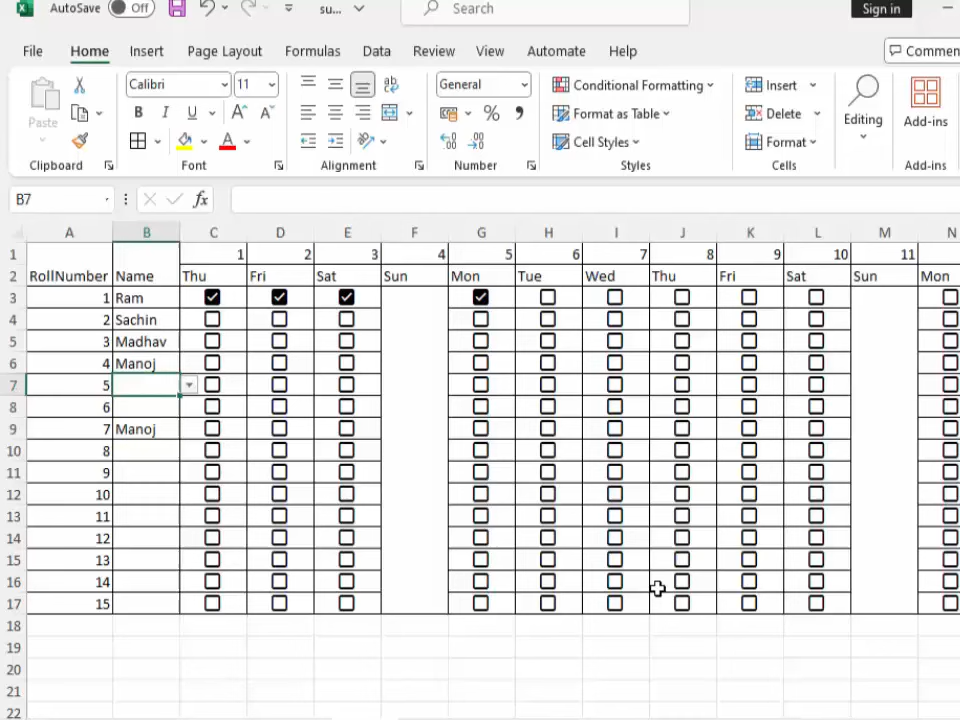 AutoSave Off su... Search Sign in
File Home Insert Page Layout Formulas Data Review View Automate Help Commen
Calibri 11 General Conditional Formatting Insert
Paste B I U A A ab % , Format as Table Delete Editing Add-ins
A Cell Styles Format
Clipboard Font Alignment Number Styles Cells Add-ins
B7 fx
A B C D E F G H I J K L M N
1 1 2 3 4 5 6 7 8 9 10 11
2 RollNumber Name Thu Fri Sat Sun Mon Tue Wed Thu Fri Sat Sun Mon
3 1 Ram
4 2 Sachin
5 3 Madhav
6 4 Manoj
7 5
8 6
9 7 Manoj
10 8
11 9
12 10
13 11
14 12
15 13
16 14
17 15
18
19
20
21
22